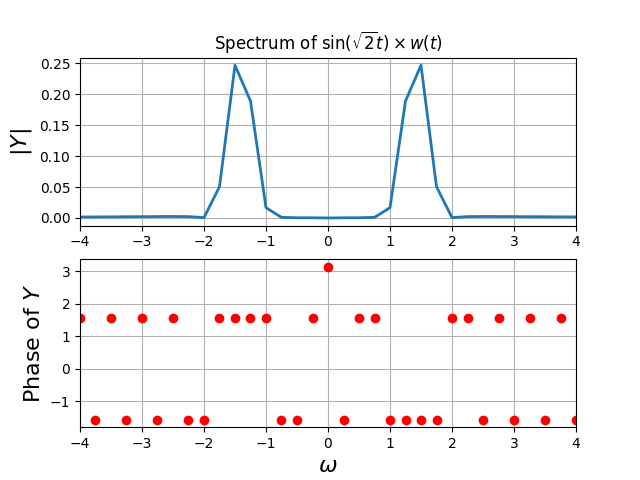 Spectrum of sin(√2t) × w(t)
|Y|
0.25
0.20
0.15
0.10
0.05
0.00
−4 −3 −2 −1 0 1 2 3 4
Phase of Y
3
2
1
0
−1
−4 −3 −2 −1 0 1 2 3 4
ω